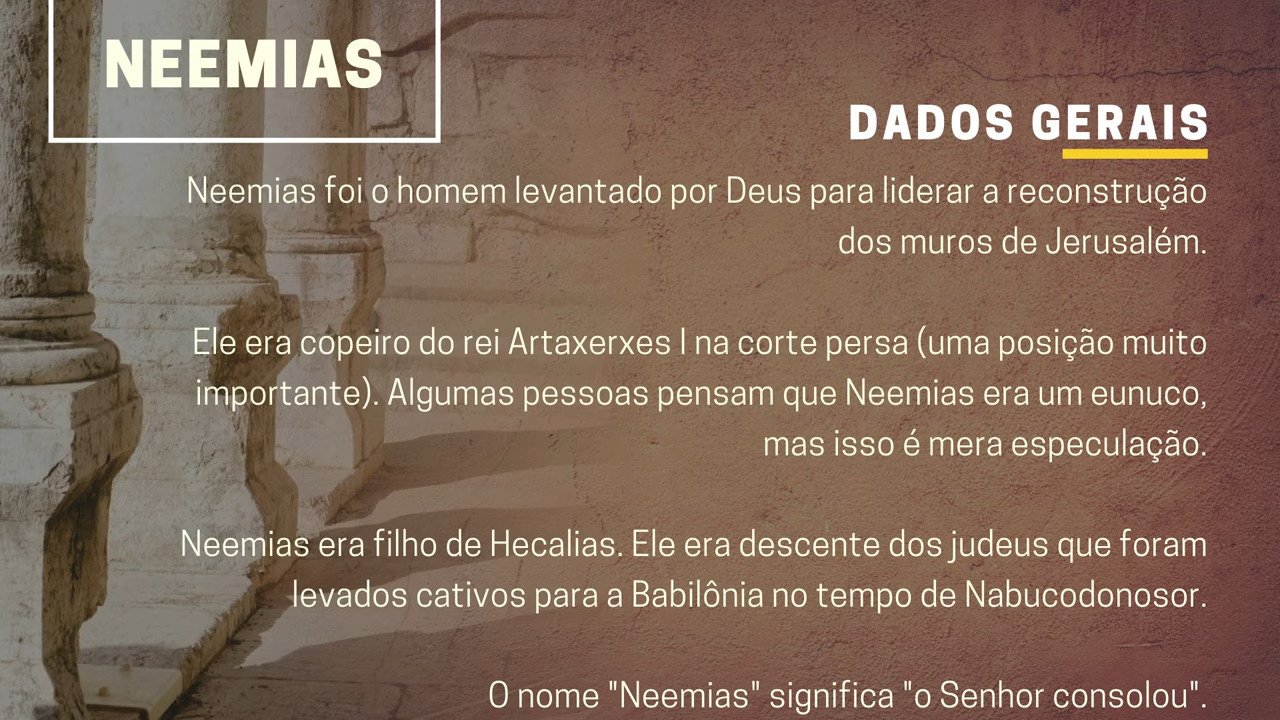 NEEMIAS
DADOS GERAIS
Neemias foi o homem levantado por Deus para liderar a reconstrução
dos muros de Jerusalém.
Ele era copeiro do rei Artaxerxes I na corte persa (uma posição muito
importante). Algumas pessoas pensam que Neemias era um eunuco,
mas isso é mera especulação.
Neemias era filho de Hecalias. Ele era descente dos judeus que foram
levados cativos para a Babilônia no tempo de Nabucodonosor.
O nome "Neemias" significa "o Senhor consolou".